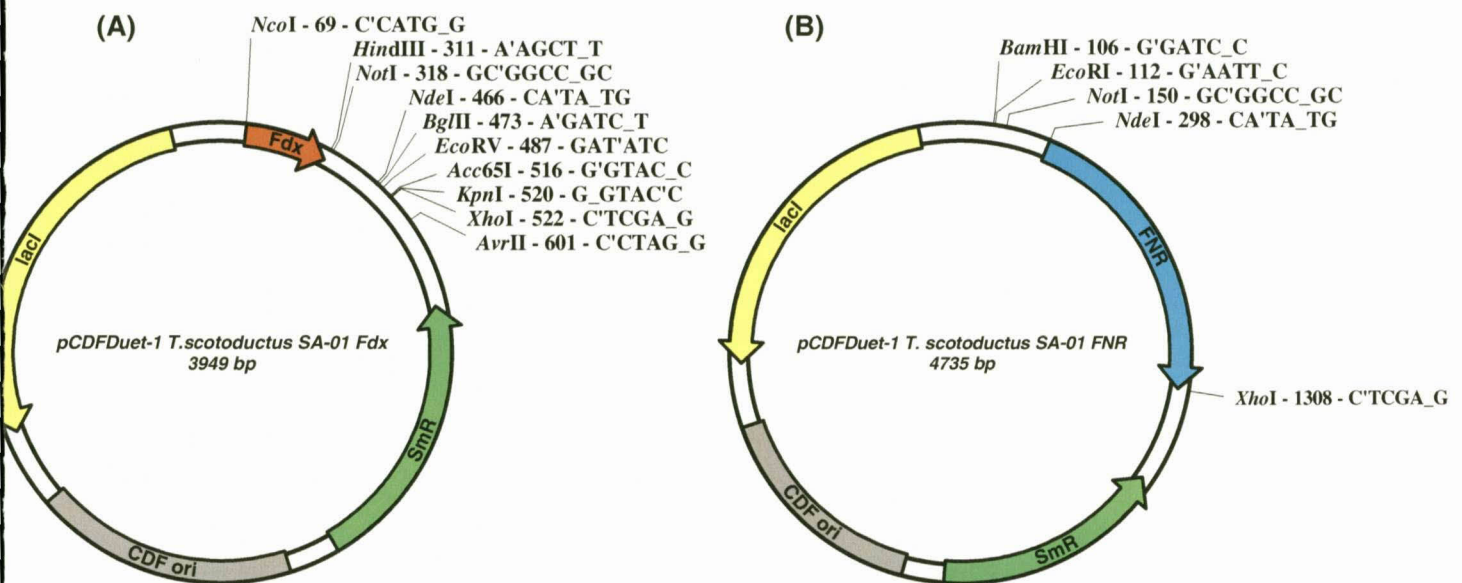 (A)
NcoI - 69 - C'CATG_G
HindIII - 311 - A'AGCT_T
NotI - 318 - GC'GGCC_GC
NdeI - 466 - CA'TA_TG
BglII - 473 - A'GATC_T
EcoRV - 487 - GAT'ATC
Acc65I - 516 - G'GTAC_C
KpnI - 520 - G_GTAC'C
XhoI - 522 - C'TCGA_G
AvrII - 601 - C'CTAG_G
Fdx
lacI
pCDFDuet-1 T.scotoductus SA-01 Fdx
3949 bp
SmR
CDF ori
(B)
BamHI - 106 - G'GATC_C
EcoRI - 112 - G'AATT_C
NotI - 150 - GC'GGCC_GC
NdeI - 298 - CA'TA_TG
lacI
FNR
pCDFDuet-1 T. scotoductus SA-01 FNR
4735 bp
XhoI - 1308 - C'TCGA_G
CDF ori
SmR